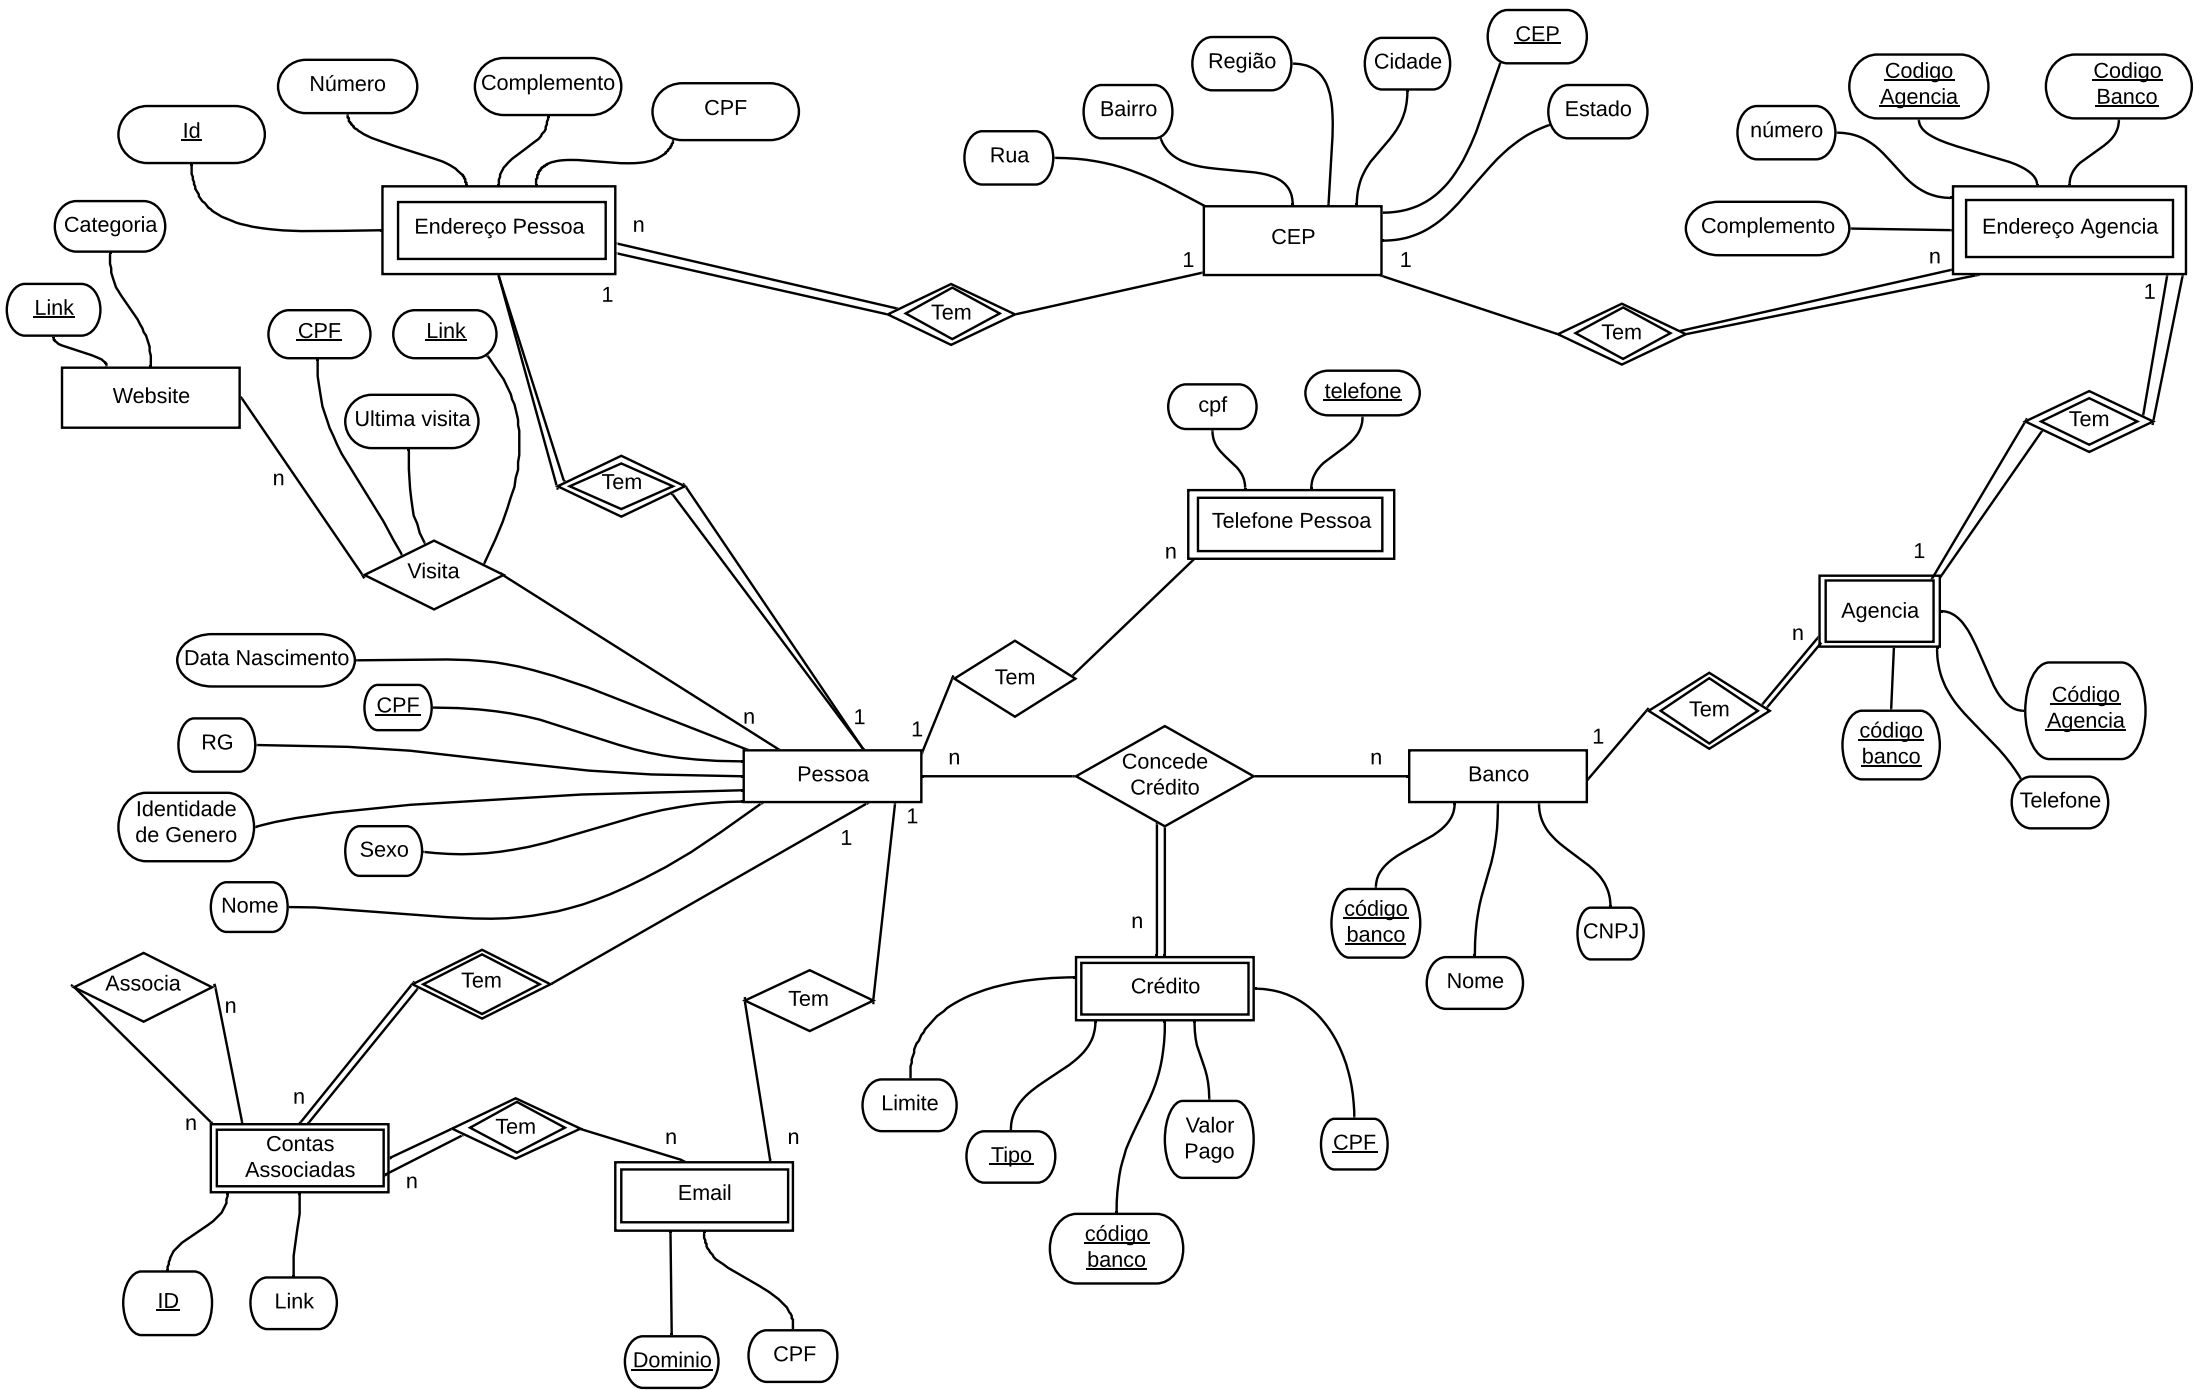 CEP
Região
Cidade
Codigo
Agencia
Codigo
Banco
Número
Complemento
CPF
Bairro
Estado
Id
número
Rua
Categoria
Endereço Pessoa
n
CEP
Complemento
Endereço Agencia
1
1
n
Link
1
Tem
1
CPF
Link
Tem
Website
Ultima visita
cpf
telefone
Tem
n
Tem
Telefone Pessoa
n
1
Visita
Agencia
n
Data Nascimento
Tem
CPF
n
1
1
Tem
Código
Agencia
RG
código
banco
Pessoa
n
Concede
Crédito
n
Banco
1
Telefone
Identidade
de Genero
1
1
Sexo
Nome
código
banco
CNPJ
n
Associa
n
Tem
Tem
Crédito
Nome
n
n
Limite
Contas
Associadas
Tem
n
n
n
Tipo
Valor
Pago
CPF
Email
código
banco
ID
Link
Dominio
CPF